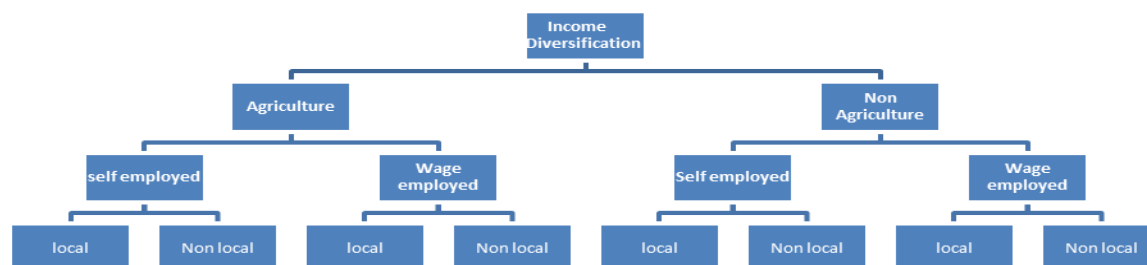 Income
Diversification
Agriculture
Non
Agriculture
self employed
Wage
employed
Self employed
Wage
employed
local
Non local
local
Non local
local
Non local
local
Non local